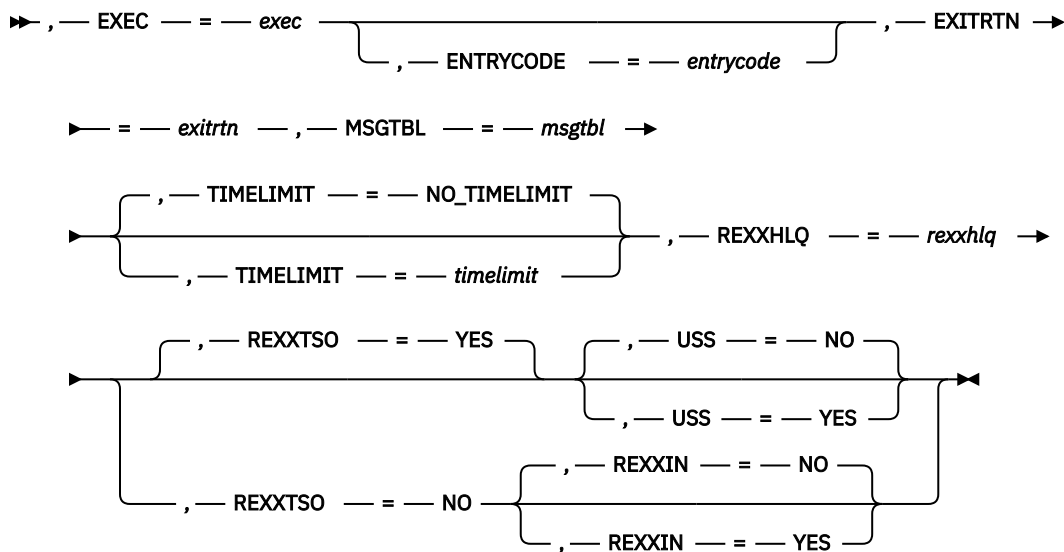 , EXEC = exec , EXITRTN
, ENTRYCODE = entrycode
= exitrtn , MSGTBL = msgtbl
, TIMELIMIT = NO_TIMELIMIT
, REXXHLQ = rexxhlq
, TIMELIMIT = timelimit
, REXXTSO = YES , USS = NO
, USS = YES
, REXXIN = NO
, REXXTSO = NO
, REXXIN = YES